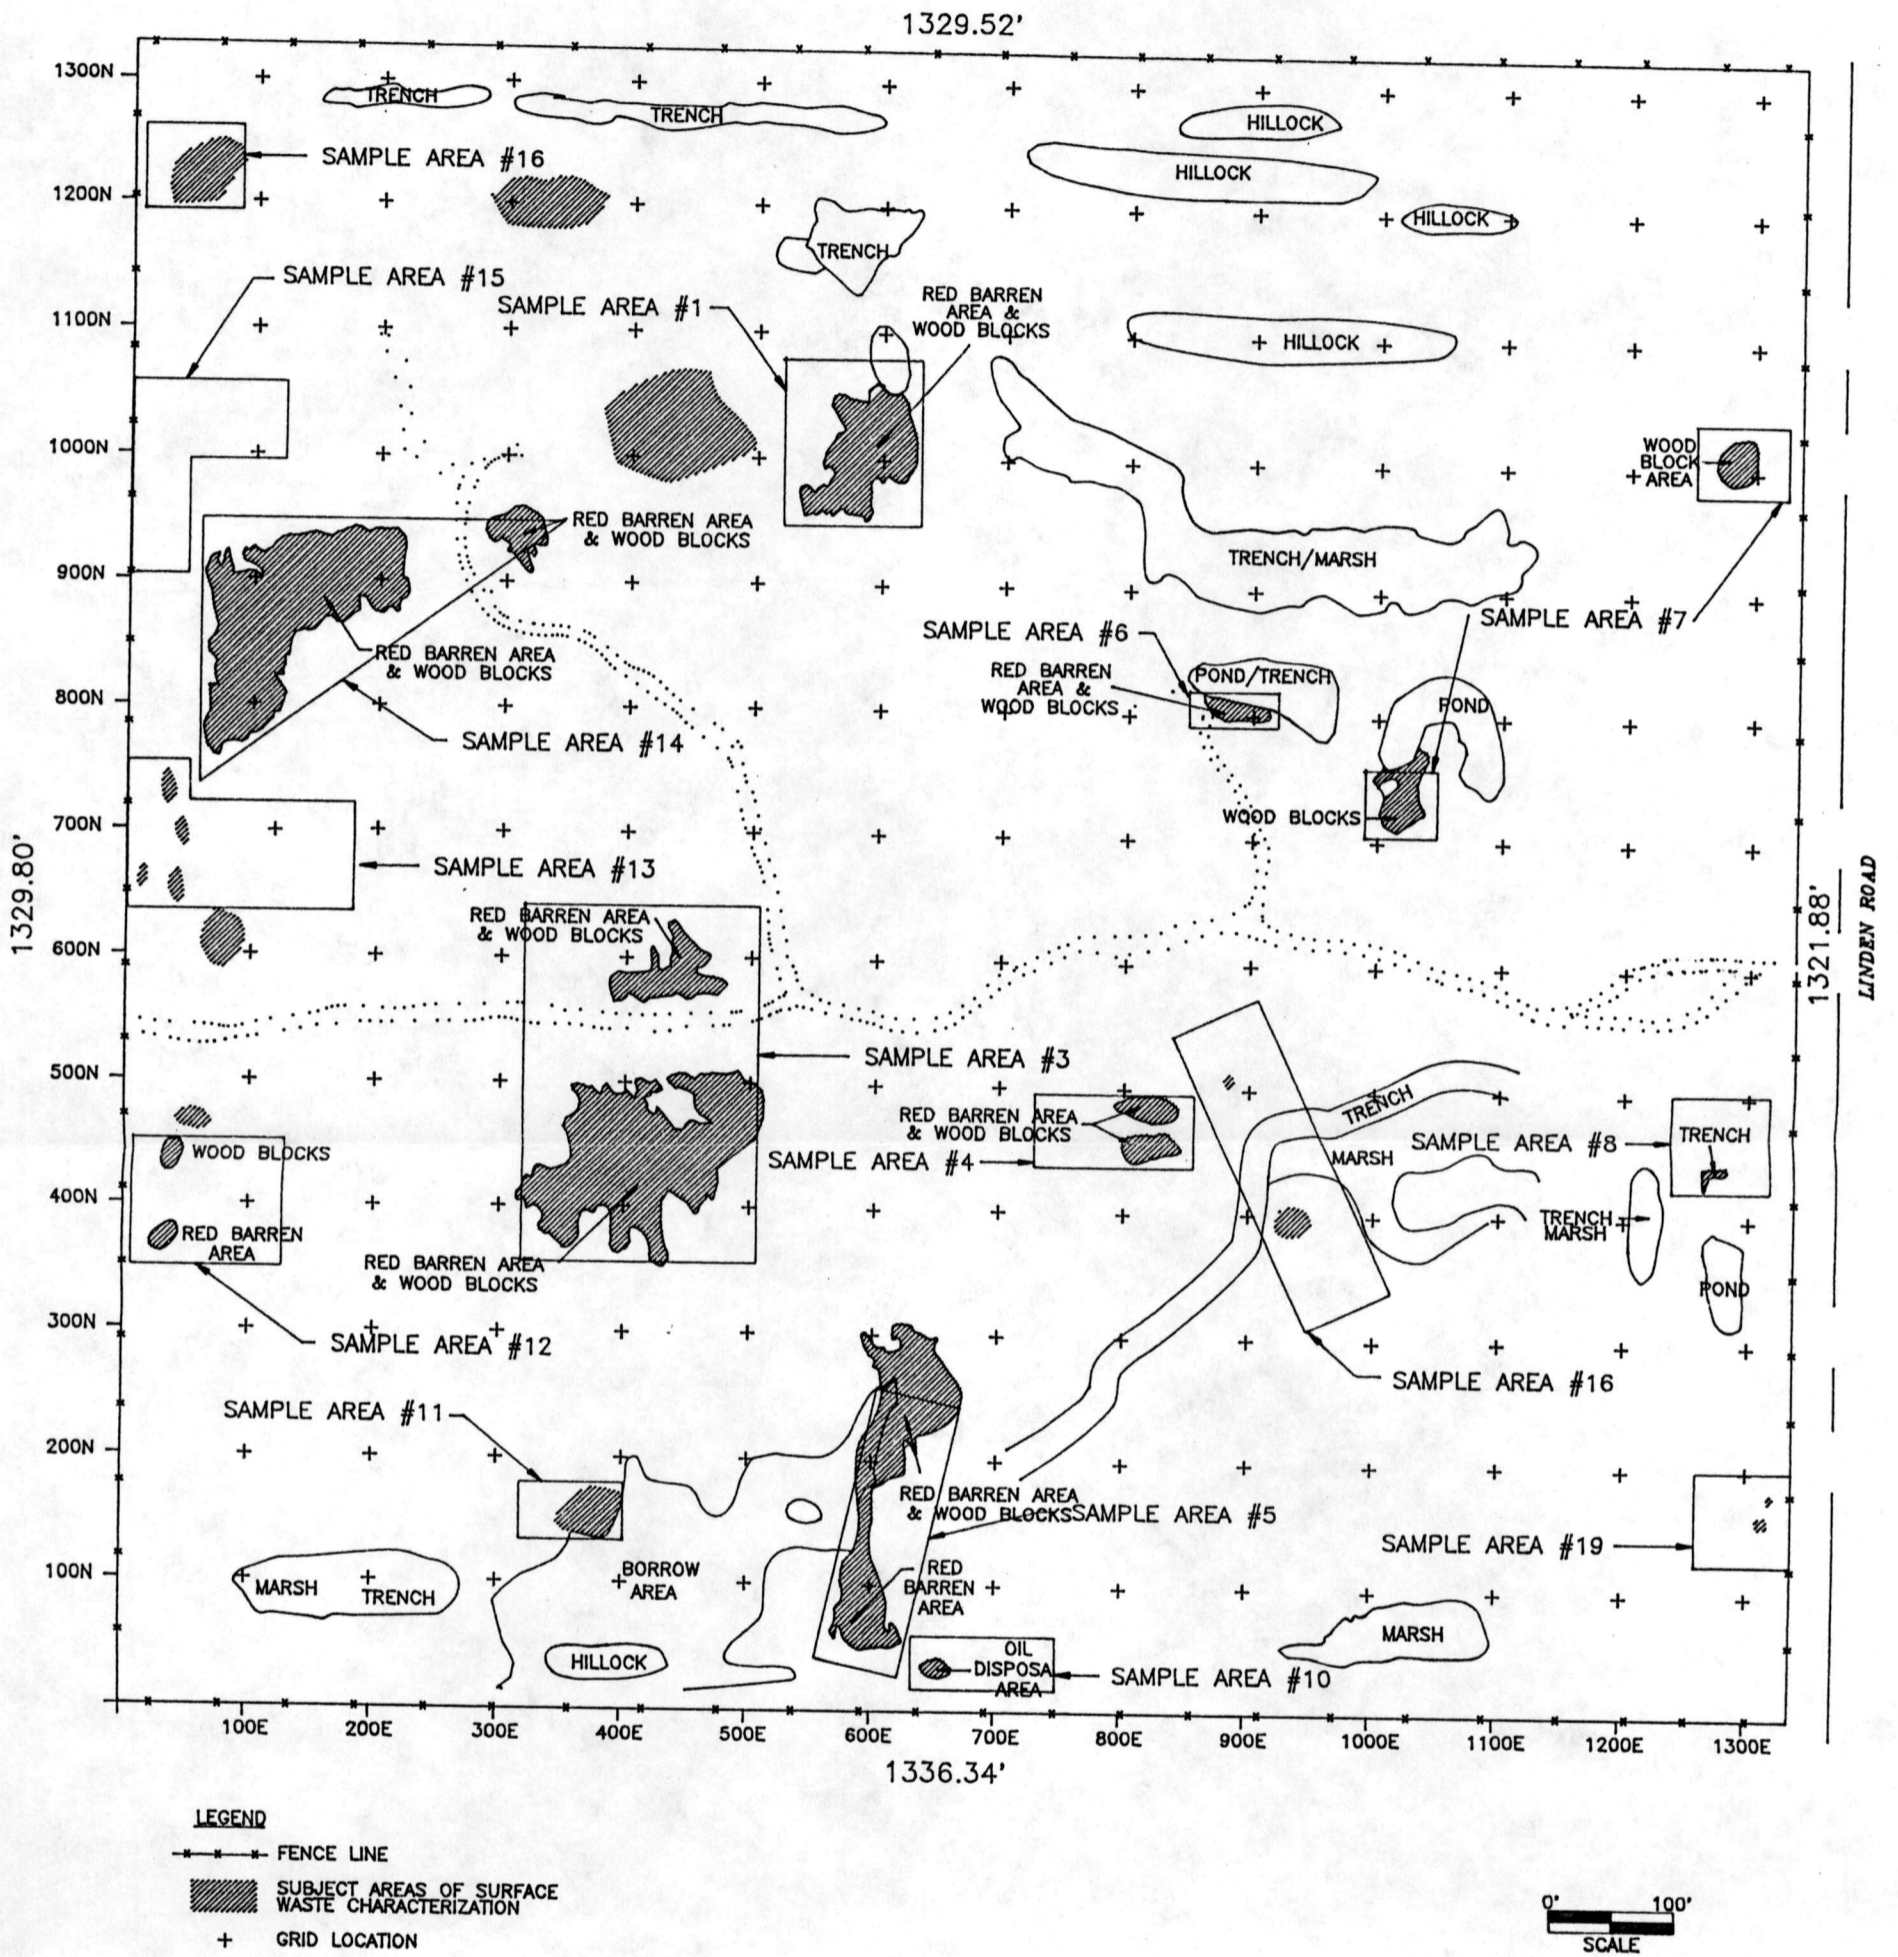 1329.52'
1300N
TRENCH
TRENCH
HILLOCK
SAMPLE AREA #16
HILLOCK
1200N
HILLOCK
TRENCH
SAMPLE AREA #15
SAMPLE AREA #1
RED BARREN
AREA &
WOOD BLOCKS
1100N
HILLOCK
1000N
WOOD
BLOCK
AREA
RED BARREN AREA
& WOOD BLOCKS
TRENCH/MARSH
900N
SAMPLE AREA #7
SAMPLE AREA #6
RED BARREN AREA
& WOOD BLOCKS
RED BARREN
AREA &
WOOD BLOCKS
POND/TRENCH
800N
POND
SAMPLE AREA #14
WOOD BLOCKS
700N
SAMPLE AREA #13
1329.80'
RED BARREN AREA
& WOOD BLOCKS
600N
1321.88'
LINDEN ROAD
SAMPLE AREA #3
500N
TRENCH
RED BARREN AREA
& WOOD BLOCKS
SAMPLE AREA #8
TRENCH
WOOD BLOCKS
SAMPLE AREA #4
MARSH
400N
RED BARREN
AREA
TRENCH
MARSH
RED BARREN AREA
& WOOD BLOCKS
POND
300N
SAMPLE AREA #12
SAMPLE AREA #16
SAMPLE AREA #11
200N
RED BARREN AREA
& WOOD BLOCKS
SAMPLE AREA #5
SAMPLE AREA #19
100N
MARSH
TRENCH
BORROW
AREA
RED
BARREN
AREA
MARSH
HILLOCK
OIL
DISPOSA
AREA
SAMPLE AREA #10
100E
200E
300E
400E
500E
600E
700E
800E
900E
1000E
1100E
1200E
1300E
1336.34'
LEGEND
FENCE LINE
SUBJECT AREAS OF SURFACE
WASTE CHARACTERIZATION
GRID LOCATION
0'
100'
SCALE